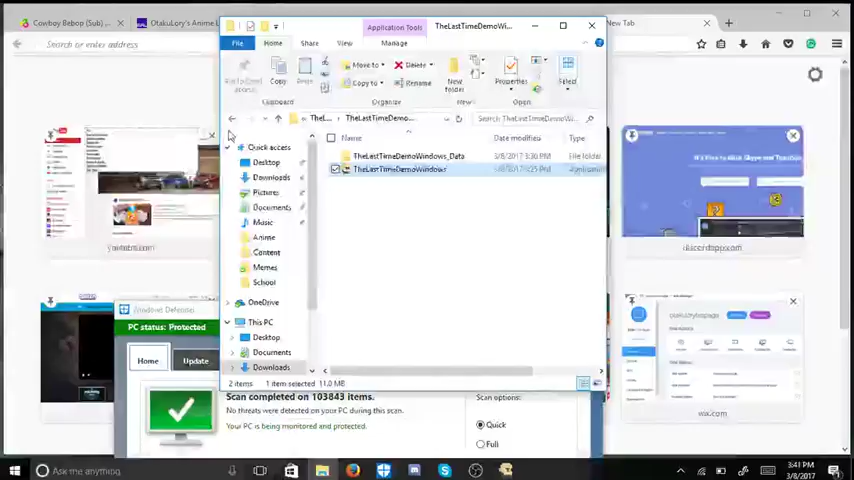 Cowboy Bebop (Sub)
OtakuLory's Anime L
New Tab
Search or enter address
Application Tools
TheLastTimeDemoWi...
File
Home
Share
View
Manage
Copy
Paste
Move to
Copy to
Delete
Rename
New
folder
Properties
Select
Clipboard
Organize
New
Open
TheL...
TheLastTimeDemo...
Search TheLastTimeDemoWi...
Name
Date modified
Type
Quick access
Desktop
Downloads
Pictures
Documents
Music
Anime
Content
Memes
School
OneDrive
This PC
Desktop
Documents
Downloads
TheLastTimeDemoWindows_Data
3/8/2017 3:36 PM
File folder
TheLastTimeDemoWindows
2 items
1 item selected 11.0 MB
youtube.com
discordapp.com
wix.com
Windows Defender
PC status: Protected
Home
Update
Scan completed on 103843 items.
No threats were detected on your PC during this scan.
Your PC is being monitored and protected.
Scan options:
Quick
Full
Ask me anything
3:41 PM
3/8/2017